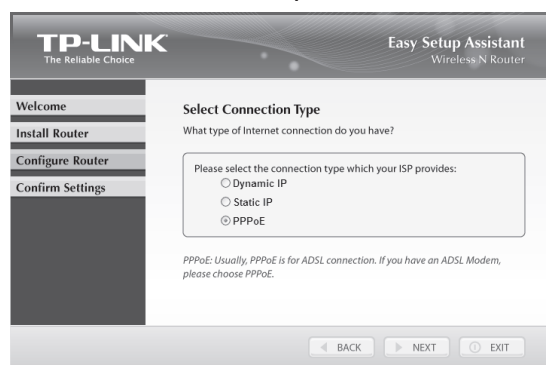 TP-LINK
The Reliable Choice
Easy Setup Assistant
Wireless N Router
Welcome
Install Router
Configure Router
Confirm Settings
Select Connection Type
What type of Internet connection do you have?
Please select the connection type which your ISP provides:
Dynamic IP
Static IP
PPPoE
PPPoE: Usually, PPPoE is for ADSL connection. If you have an ADSL Modem,
please choose PPPoE.
BACK
NEXT
EXIT